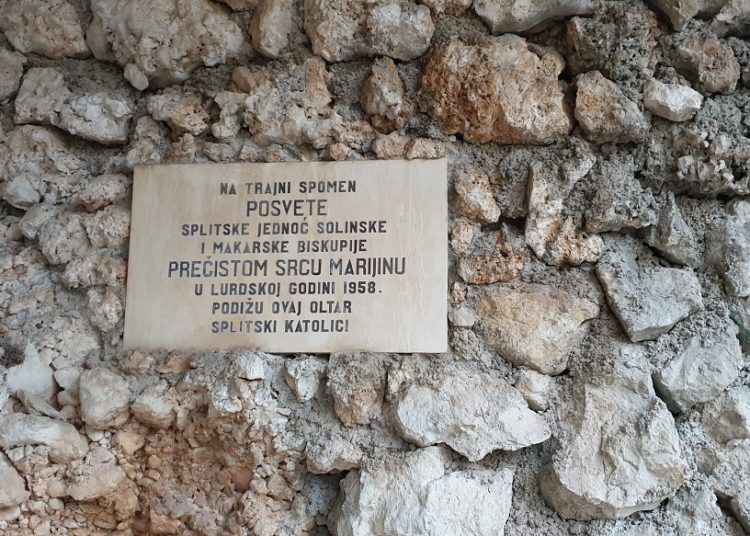 NA TRAJNI SPOMEN
POSVETE
SPLITSKE JEDNOĆ SOLINSKE
I MAKARSKE BISKUPIJE
PREČISTOM SRCU MARIJINU
U LURDSKOJ GODINI 1958.
PODIŽU OVAJ OLTAR
SPLITSKI KATOLICI